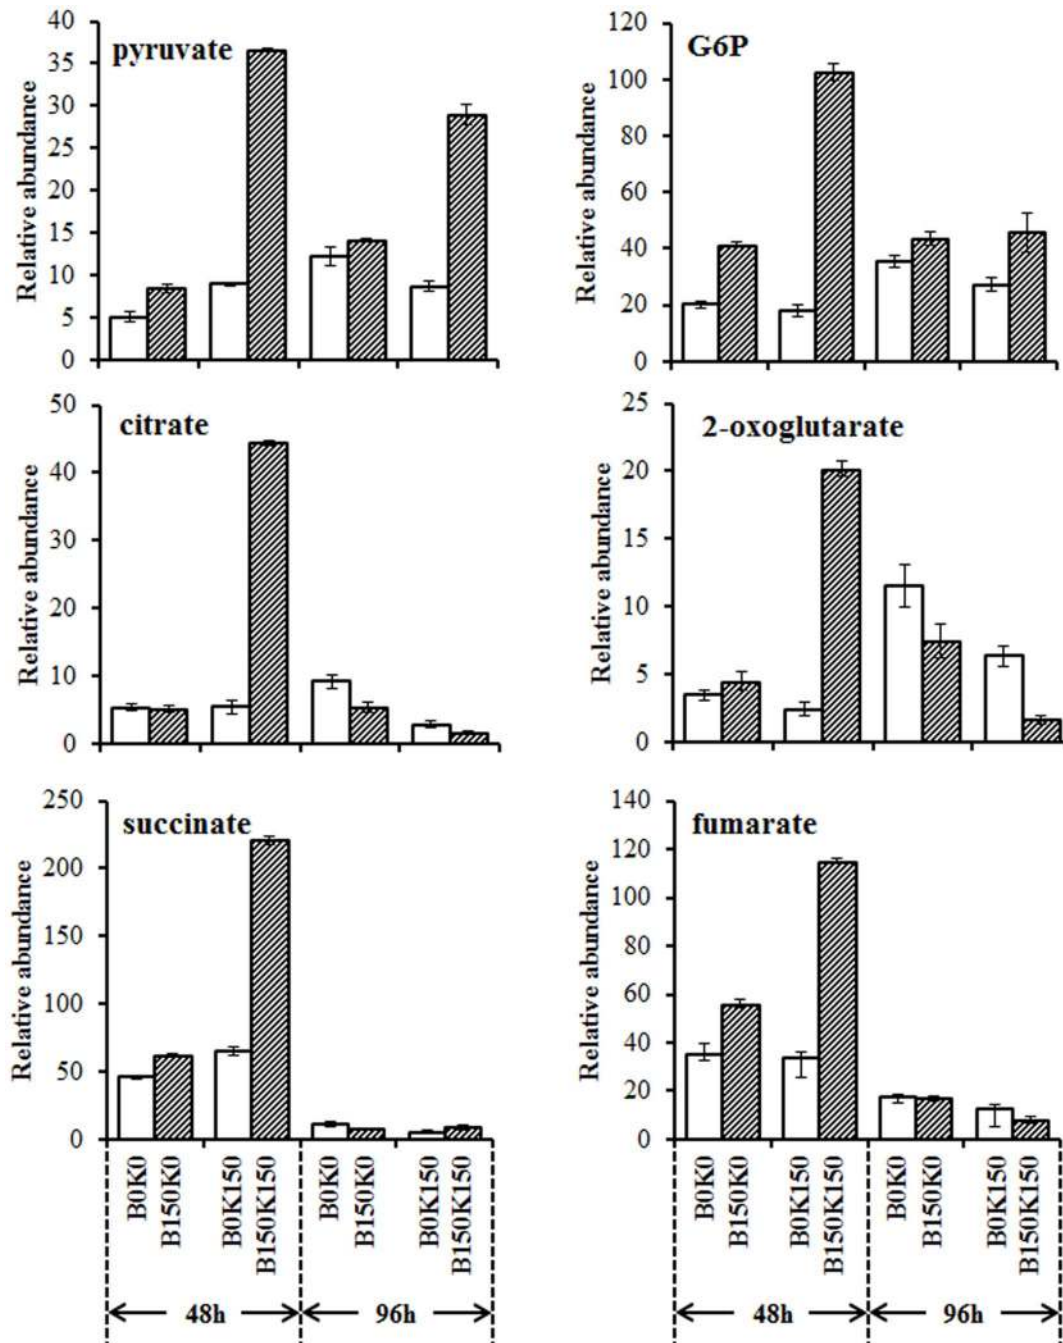 pyruvate
Relative abundance
40
35
30
25
20
15
10
5
0
G6P
Relative abundance
120
100
80
60
40
20
0
citrate
Relative abundance
50
40
30
20
10
0
2-oxoglutarate
Relative abundance
25
20
15
10
5
0
succinate
Relative abundance
250
200
150
100
50
0
fumarate
Relative abundance
140
120
100
80
60
40
20
0
B0K0
B150K0
B0K150
B150K150
B0K0
B150K0
B0K150
B150K150
48h
96h
B0K0
B150K0
B0K150
B150K150
B0K0
B150K0
B0K150
B150K150
48h
96h